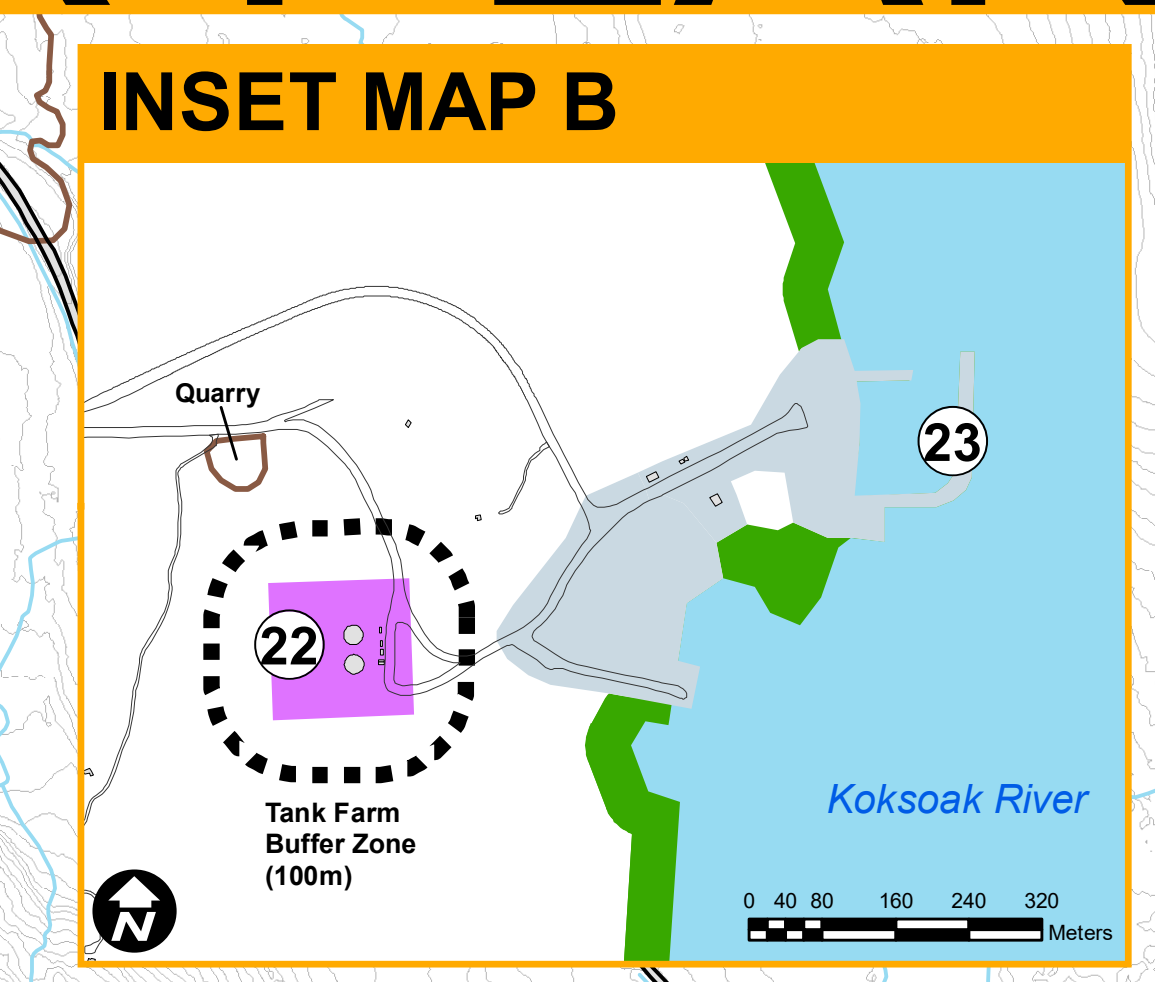 INSET MAP B
Quarry
23
22
Tank Farm
Buffer Zone
(100m)
Koksoak River
N
0 40 80 160 240 320
Meters